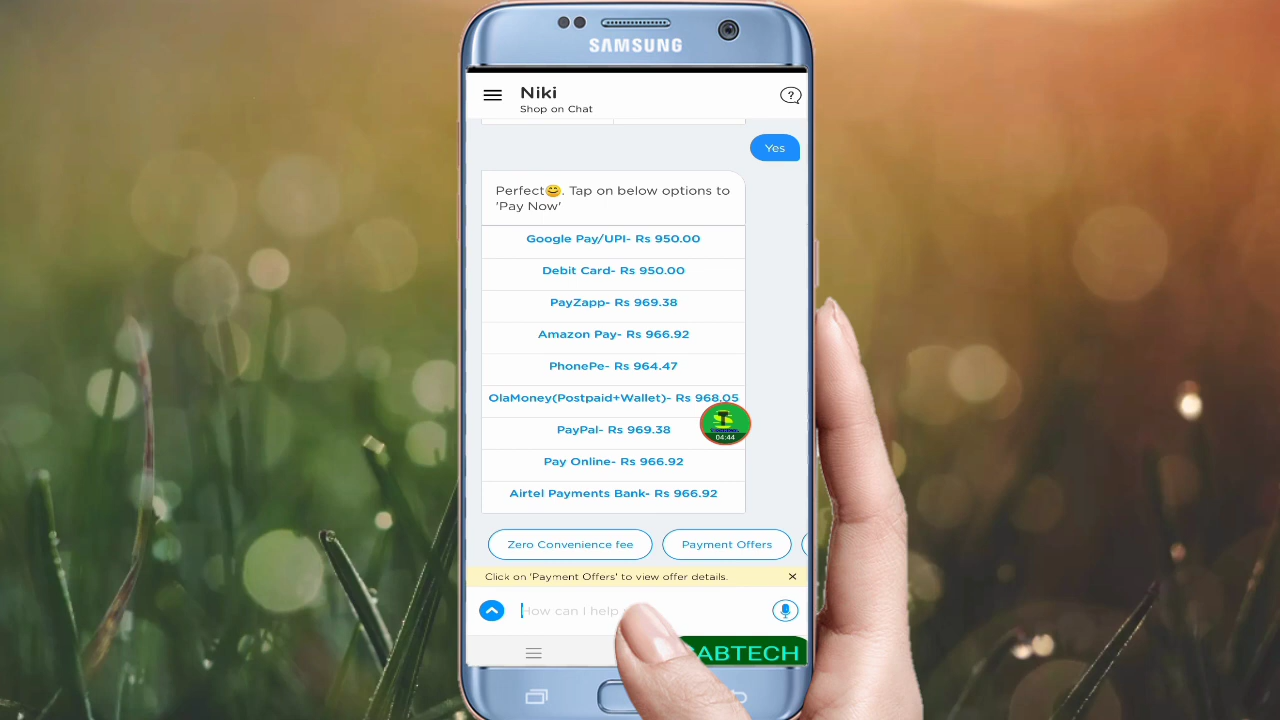 SAMSUNG
Niki
Shop on Chat
?
Yes
Perfect😄. Tap on below options to
'Pay Now'
Google Pay/UPI- Rs 950.00
Debit Card- Rs 950.00
PayZapp- Rs 969.38
Amazon Pay- Rs 966.92
PhonePe- Rs 964.47
OlaMoney(Postpaid+Wallet)- Rs 968.05
PayPal- Rs 969.38
04:44
Pay Online- Rs 966.92
Airtel Payments Bank- Rs 966.92
Zero Convenience fee
Payment Offers
Click on 'Payment Offers' to view offer details.
How can I help
ABTECH